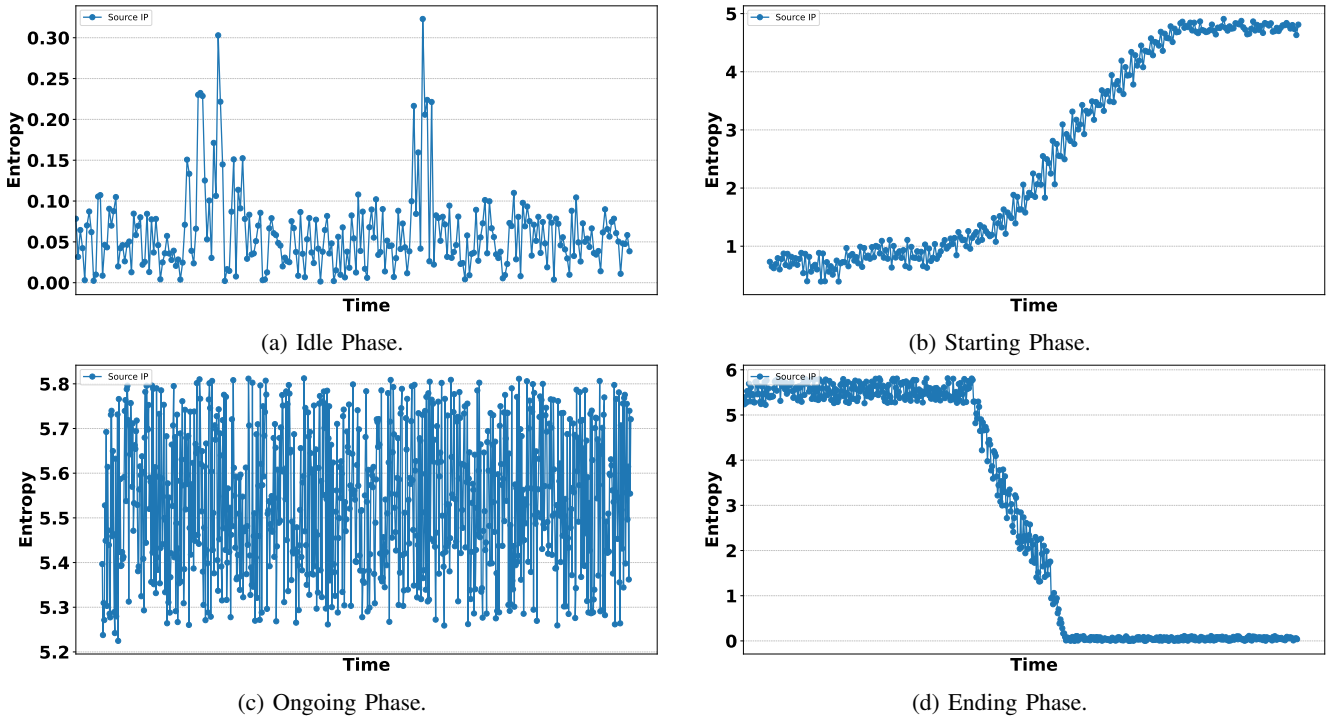 Source IP
0.30
0.25
0.20
0.15
0.10
0.05
0.00
Entropy
Time
(a) Idle Phase.
Source IP
5
4
3
2
1
Entropy
Time
(b) Starting Phase.
Source IP
5.8
5.7
5.6
5.5
5.4
5.3
5.2
Entropy
Time
(c) Ongoing Phase.
Source IP
6
5
4
3
2
1
0
Entropy
Time
(d) Ending Phase.